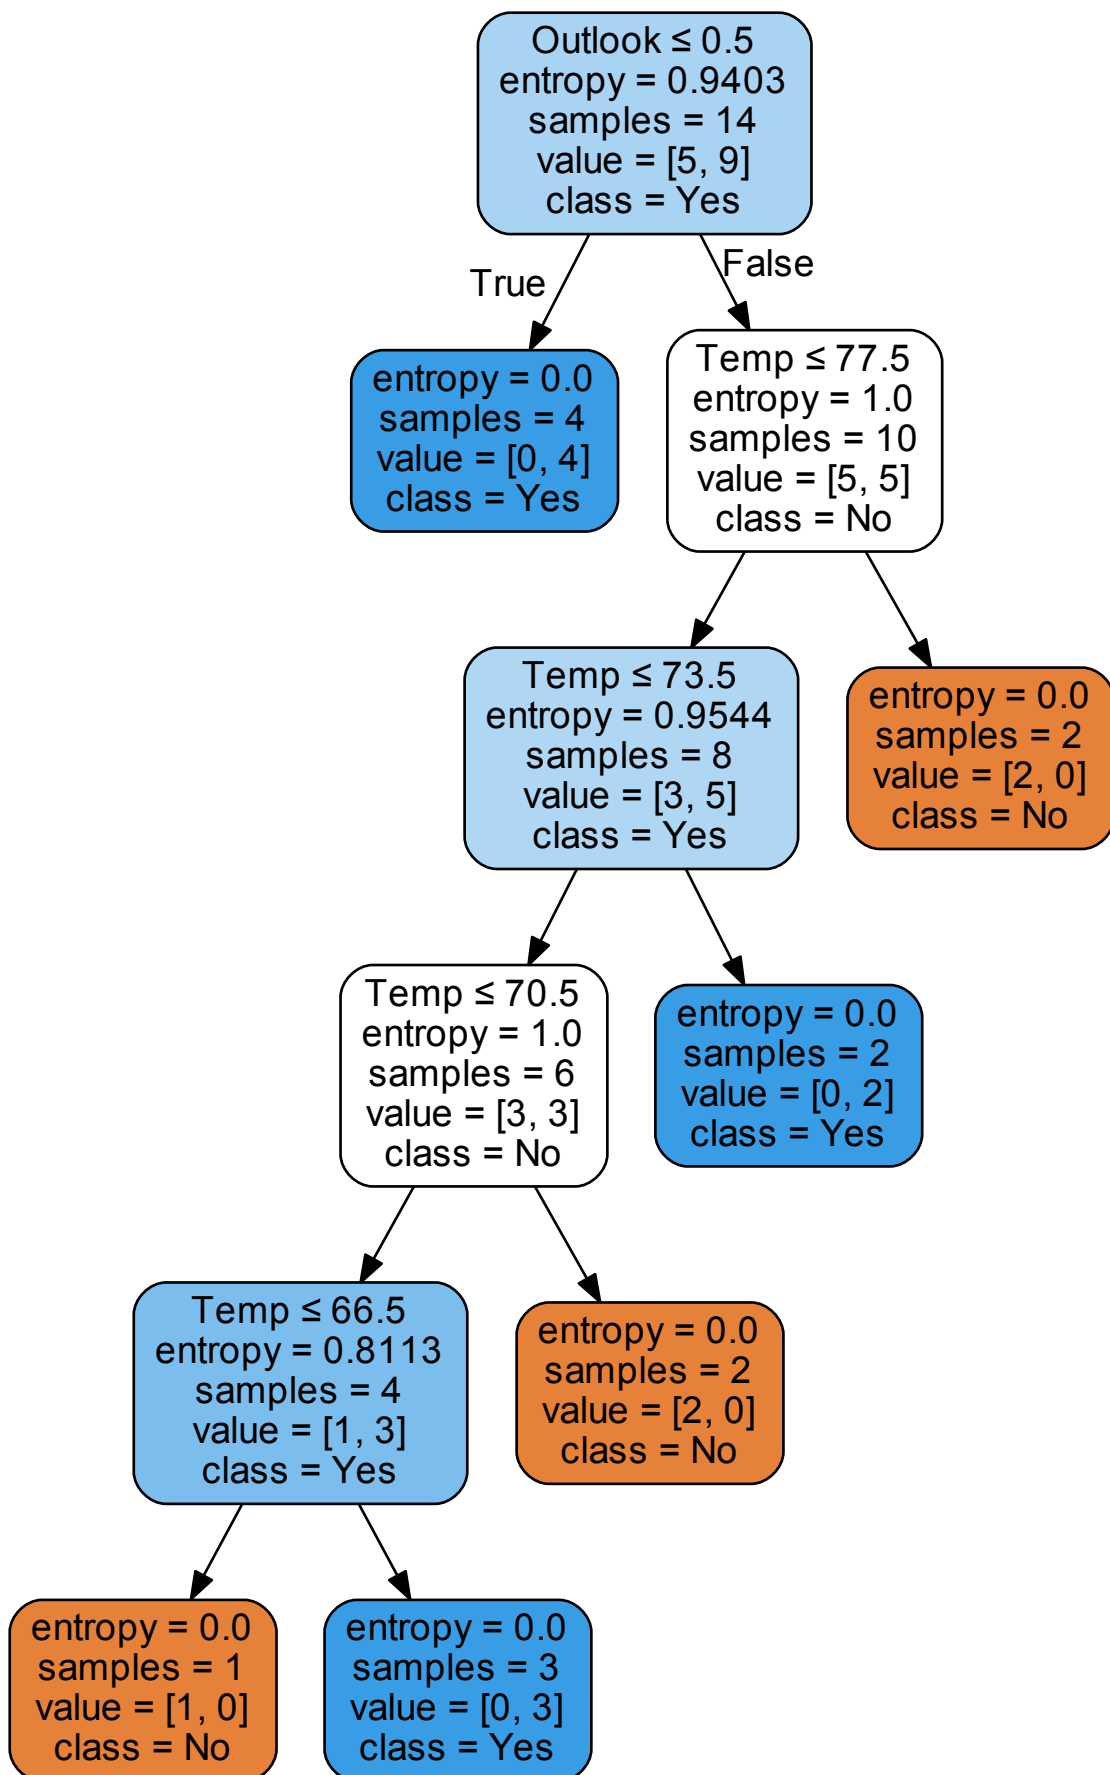 Outlook ≤ 0.5
entropy = 0.9403
samples = 14
value = [5, 9]
class = Yes
True
False
entropy = 0.0
samples = 4
value = [0, 4]
class = Yes
Temp ≤ 77.5
entropy = 1.0
samples = 10
value = [5, 5]
class = No
Temp ≤ 73.5
entropy = 0.9544
samples = 8
value = [3, 5]
class = Yes
entropy = 0.0
samples = 2
value = [2, 0]
class = No
Temp ≤ 70.5
entropy = 1.0
samples = 6
value = [3, 3]
class = No
entropy = 0.0
samples = 2
value = [0, 2]
class = Yes
Temp ≤ 66.5
entropy = 0.8113
samples = 4
value = [1, 3]
class = Yes
entropy = 0.0
samples = 2
value = [2, 0]
class = No
entropy = 0.0
samples = 1
value = [1, 0]
class = No
entropy = 0.0
samples = 3
value = [0, 3]
class = Yes